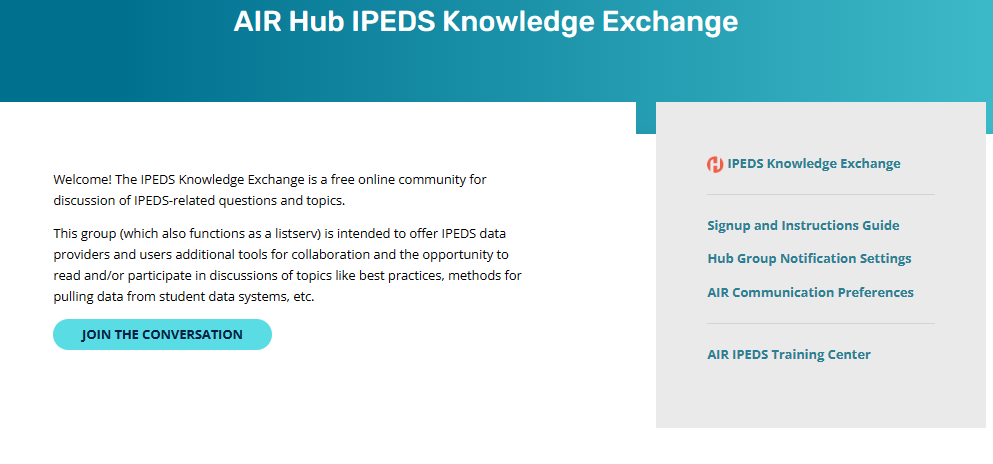 AIR Hub IPEDS Knowledge Exchange
Welcome! The IPEDS Knowledge Exchange is a free online community for
discussion of IPEDS-related questions and topics.
This group (which also functions as a listserv) is intended to offer IPEDS data
providers and users additional tools for collaboration and the opportunity to
read and/or participate in discussions of topics like best practices, methods for
pulling data from student data systems, etc.
JOIN THE CONVERSATION
IPEDS Knowledge Exchange
Signup and Instructions Guide
Hub Group Notification Settings
AIR Communication Preferences
AIR IPEDS Training Center